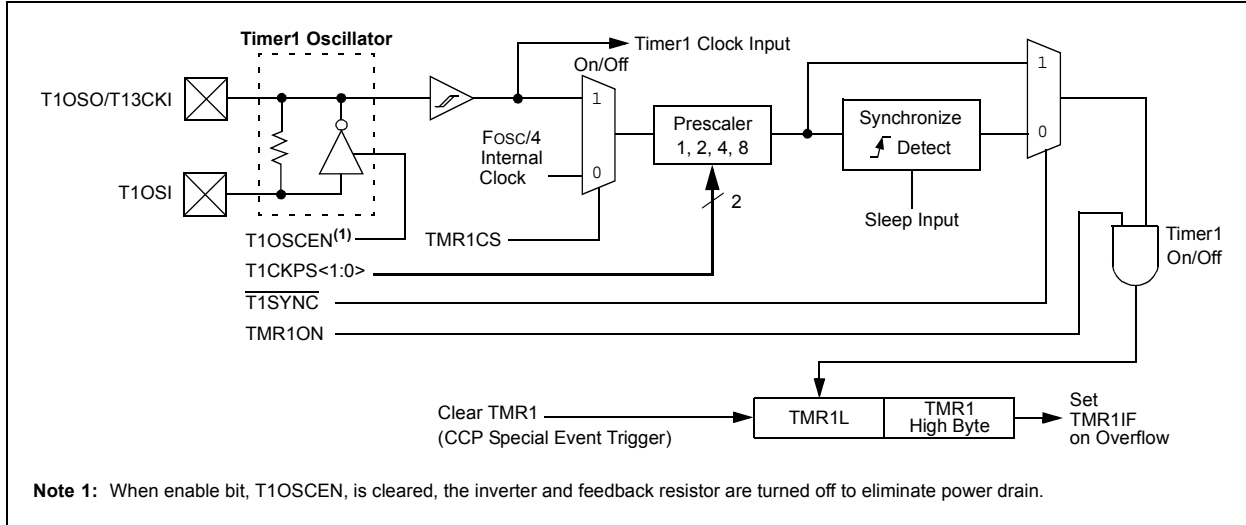 Timer1 Oscillator
Timer1 Clock Input
On/Off
T1OSO/T13CKI
1
1
FOSC/4
Internal
Clock
0
Prescaler
1, 2, 4, 8
Synchronize
Detect
0
T1OSI
2
Sleep Input
T1OSCEN(1)
TMR1CS
Timer1
On/Off
T1CKPS<1:0>
T1SYNC
TMR1ON
Clear TMR1
(CCP Special Event Trigger)
TMR1L
TMR1
High Byte
Set
TMR1IF
on Overflow
Note 1: When enable bit, T1OSCEN, is cleared, the inverter and feedback resistor are turned off to eliminate power drain.